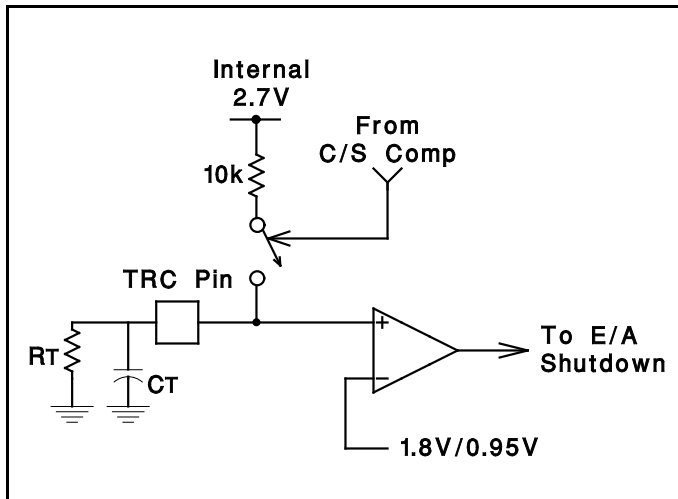 Internal
2.7V
From
C/S Comp
10k
TRC Pin
+
RT
CT
−
To E/A
Shutdown
1.8V/0.95V